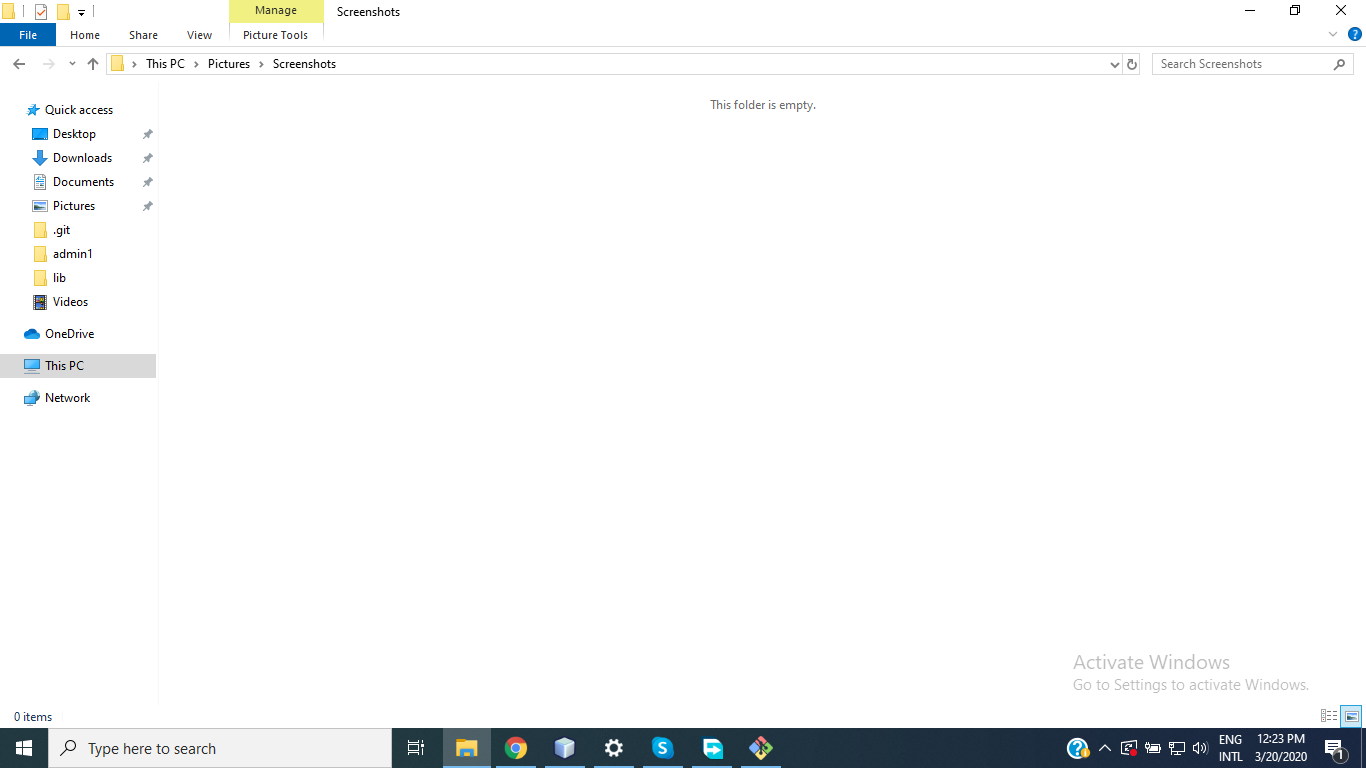 Manage
Screenshots
File
Home
Share
View
Picture Tools
This PC
Pictures
Screenshots
Search Screenshots
Quick access
Desktop
Downloads
Documents
Pictures
.git
admin1
lib
Videos
OneDrive
This PC
Network
This folder is empty.
Activate Windows
Go to Settings to activate Windows.
0 items
Type here to search
S
ENG
INTL
12:23 PM
3/20/2020
1